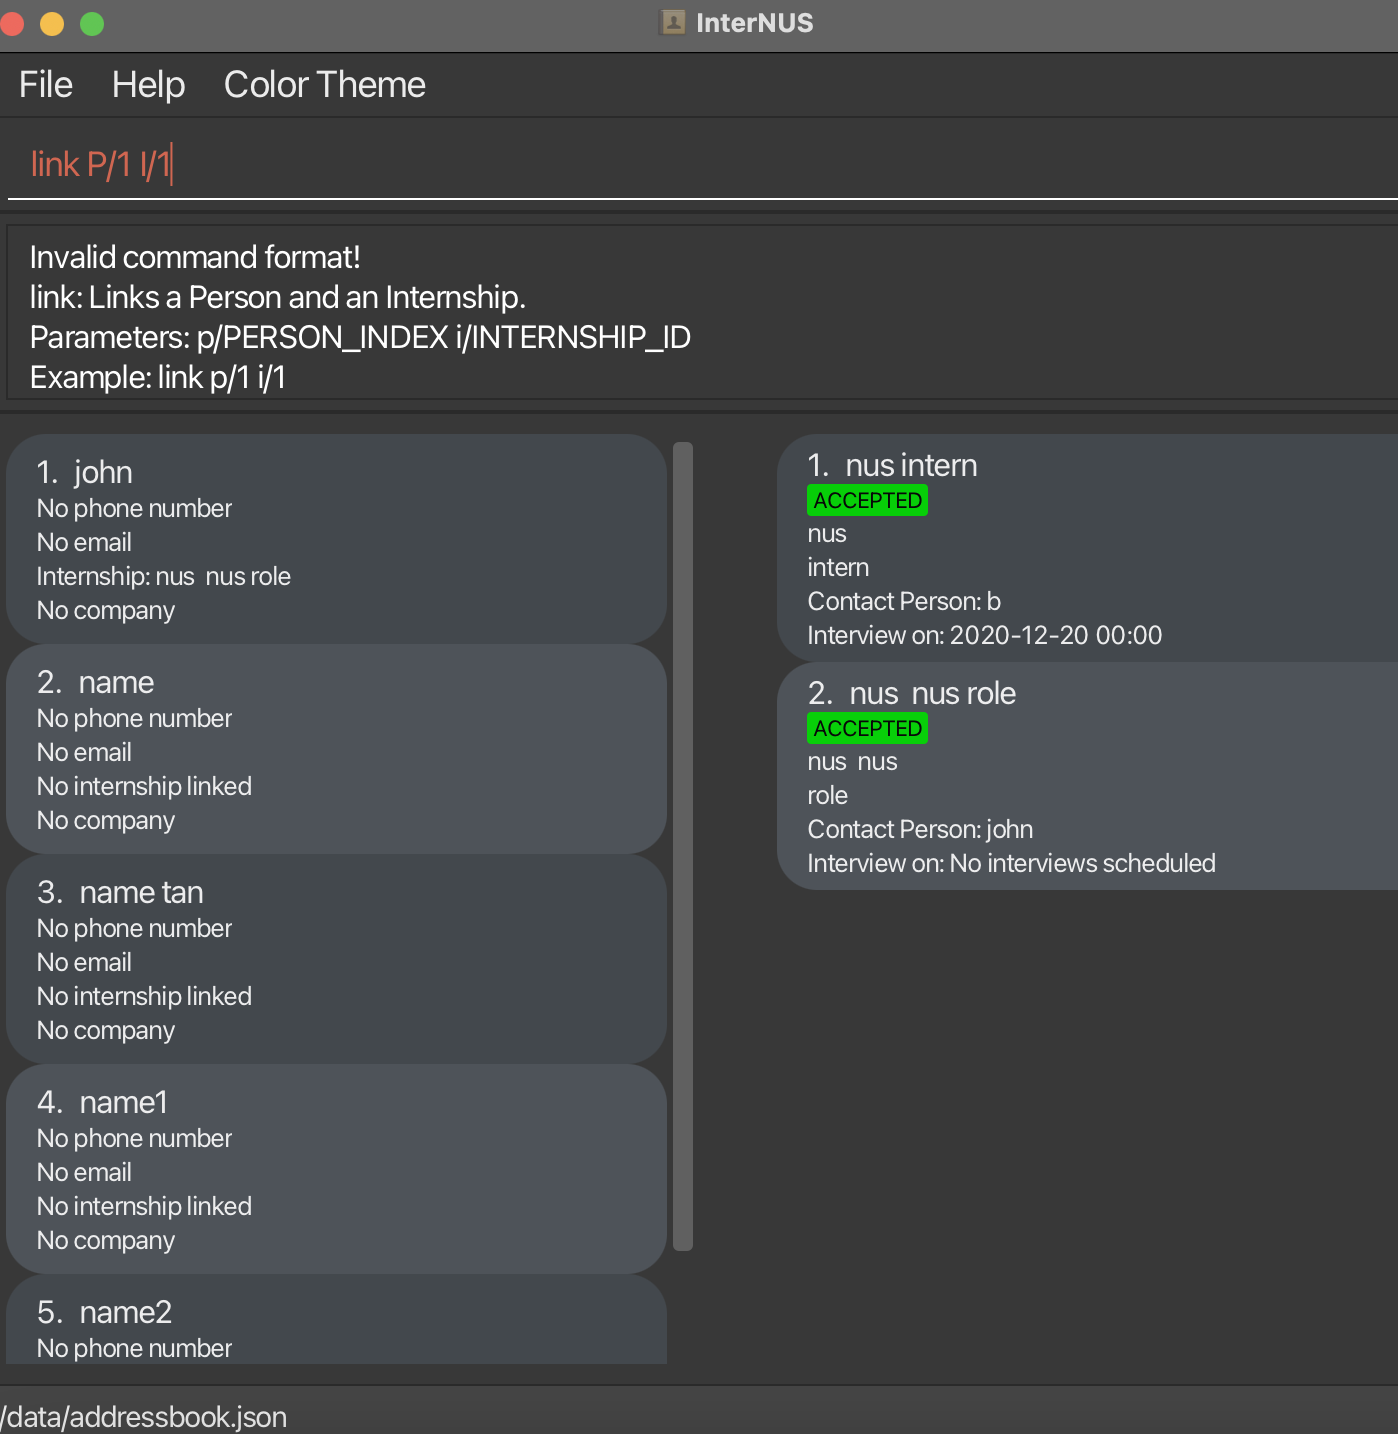 InterNUS
File Help Color Theme
link P/1 I/1
Invalid command format!
link: Links a Person and an Internship.
Parameters: p/PERSON_INDEX i/INTERNSHIP_ID
Example: link p/1 i/1
1. john
No phone number
No email
Internship: nus  nus role
No company
2. name
No phone number
No email
No internship linked
No company
3. name tan
No phone number
No email
No internship linked
No company
4. name1
No phone number
No email
No internship linked
No company
5. name2
No phone number
1. nus intern
ACCEPTED
nus
intern
Contact Person: b
Interview on: 2020-12-20 00:00
2. nus  nus role
ACCEPTED
nus  nus
role
Contact Person: john
Interview on: No interviews scheduled
/data/addressbook.json